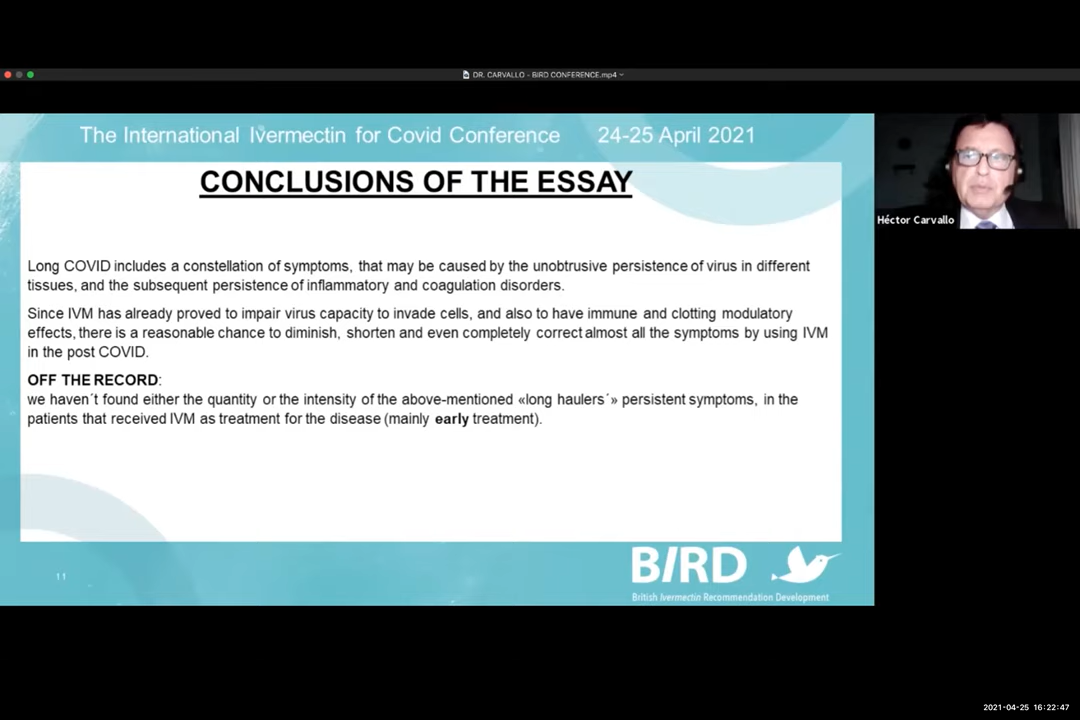 DR. CARVALLO - BIRD CONFERENCE.mp4
The International Ivermectin for Covid Conference 24-25 April 2021
CONCLUSIONS OF THE ESSAY
Héctor Carvallo
Long COVID includes a constellation of symptoms, that may be caused by the unobtrusive persistence of virus in different
tissues, and the subsequent persistence of inflammatory and coagulation disorders.
Since IVM has already proved to impair virus capacity to invade cells, and also to have immune and clotting modulatory
effects, there is a reasonable chance to diminish, shorten and even completely correct almost all the symptoms by using IVM
in the post COVID.
OFF THE RECORD:
we haven´t found either the quantity or the intensity of the above-mentioned «long haulers´» persistent symptoms, in the
patients that received IVM as treatment for the disease (mainly early treatment).
11
BIRD
British Ivermectin Recommendation Development
2021-04-25 16:22:47